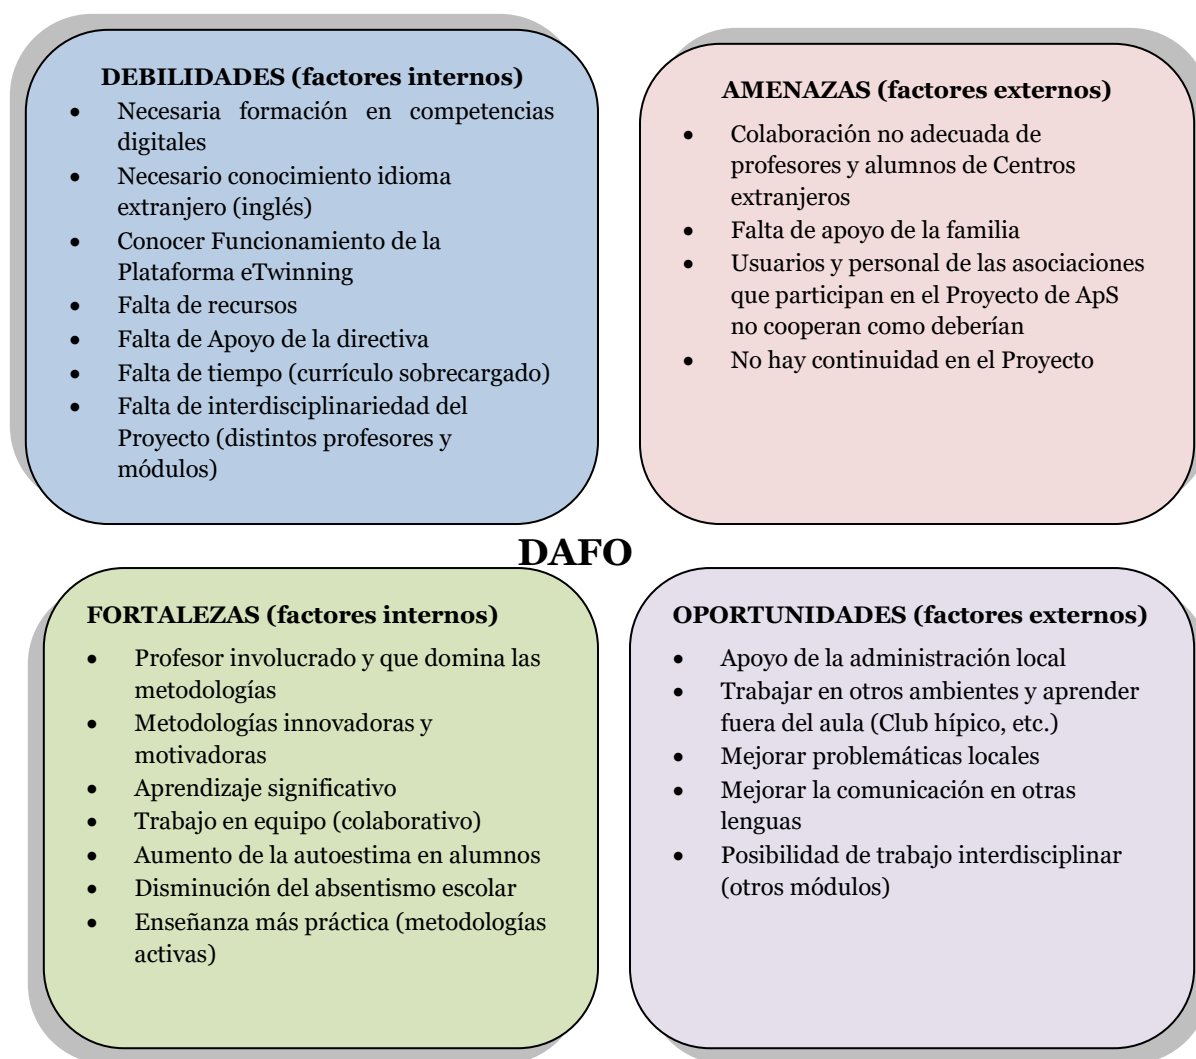 DEBILIDADES (factores internos)
• Necesaria formación en competencias
digitales
• Necesario conocimiento idioma
extranjero (inglés)
• Conocer Funcionamiento de la
Plataforma eTwinning
• Falta de recursos
• Falta de Apoyo de la directiva
• Falta de tiempo (currículo sobrecargado)
• Falta de interdisciplinariedad del
Proyecto (distintos profesores y
módulos)
AMENAZAS (factores externos)
• Colaboración no adecuada de
profesores y alumnos de Centros
extranjeros
• Falta de apoyo de la familia
• Usuarios y personal de las asociaciones
que participan en el Proyecto de ApS
no cooperan como deberían
• No hay continuidad en el Proyecto
DAFO
FORTALEZAS (factores internos)
• Profesor involucrado y que domina las
metodologías
• Metodologías innovadoras y
motivadoras
• Aprendizaje significativo
• Trabajo en equipo (colaborativo)
• Aumento de la autoestima en alumnos
• Disminución del absentismo escolar
• Enseñanza más práctica (metodologías
activas)
OPORTUNIDADES (factores externos)
• Apoyo de la administración local
• Trabajar en otros ambientes y aprender
fuera del aula (Club hípico, etc.)
• Mejorar problemáticas locales
• Mejorar la comunicación en otras
lenguas
• Posibilidad de trabajo interdisciplinar
(otros módulos)